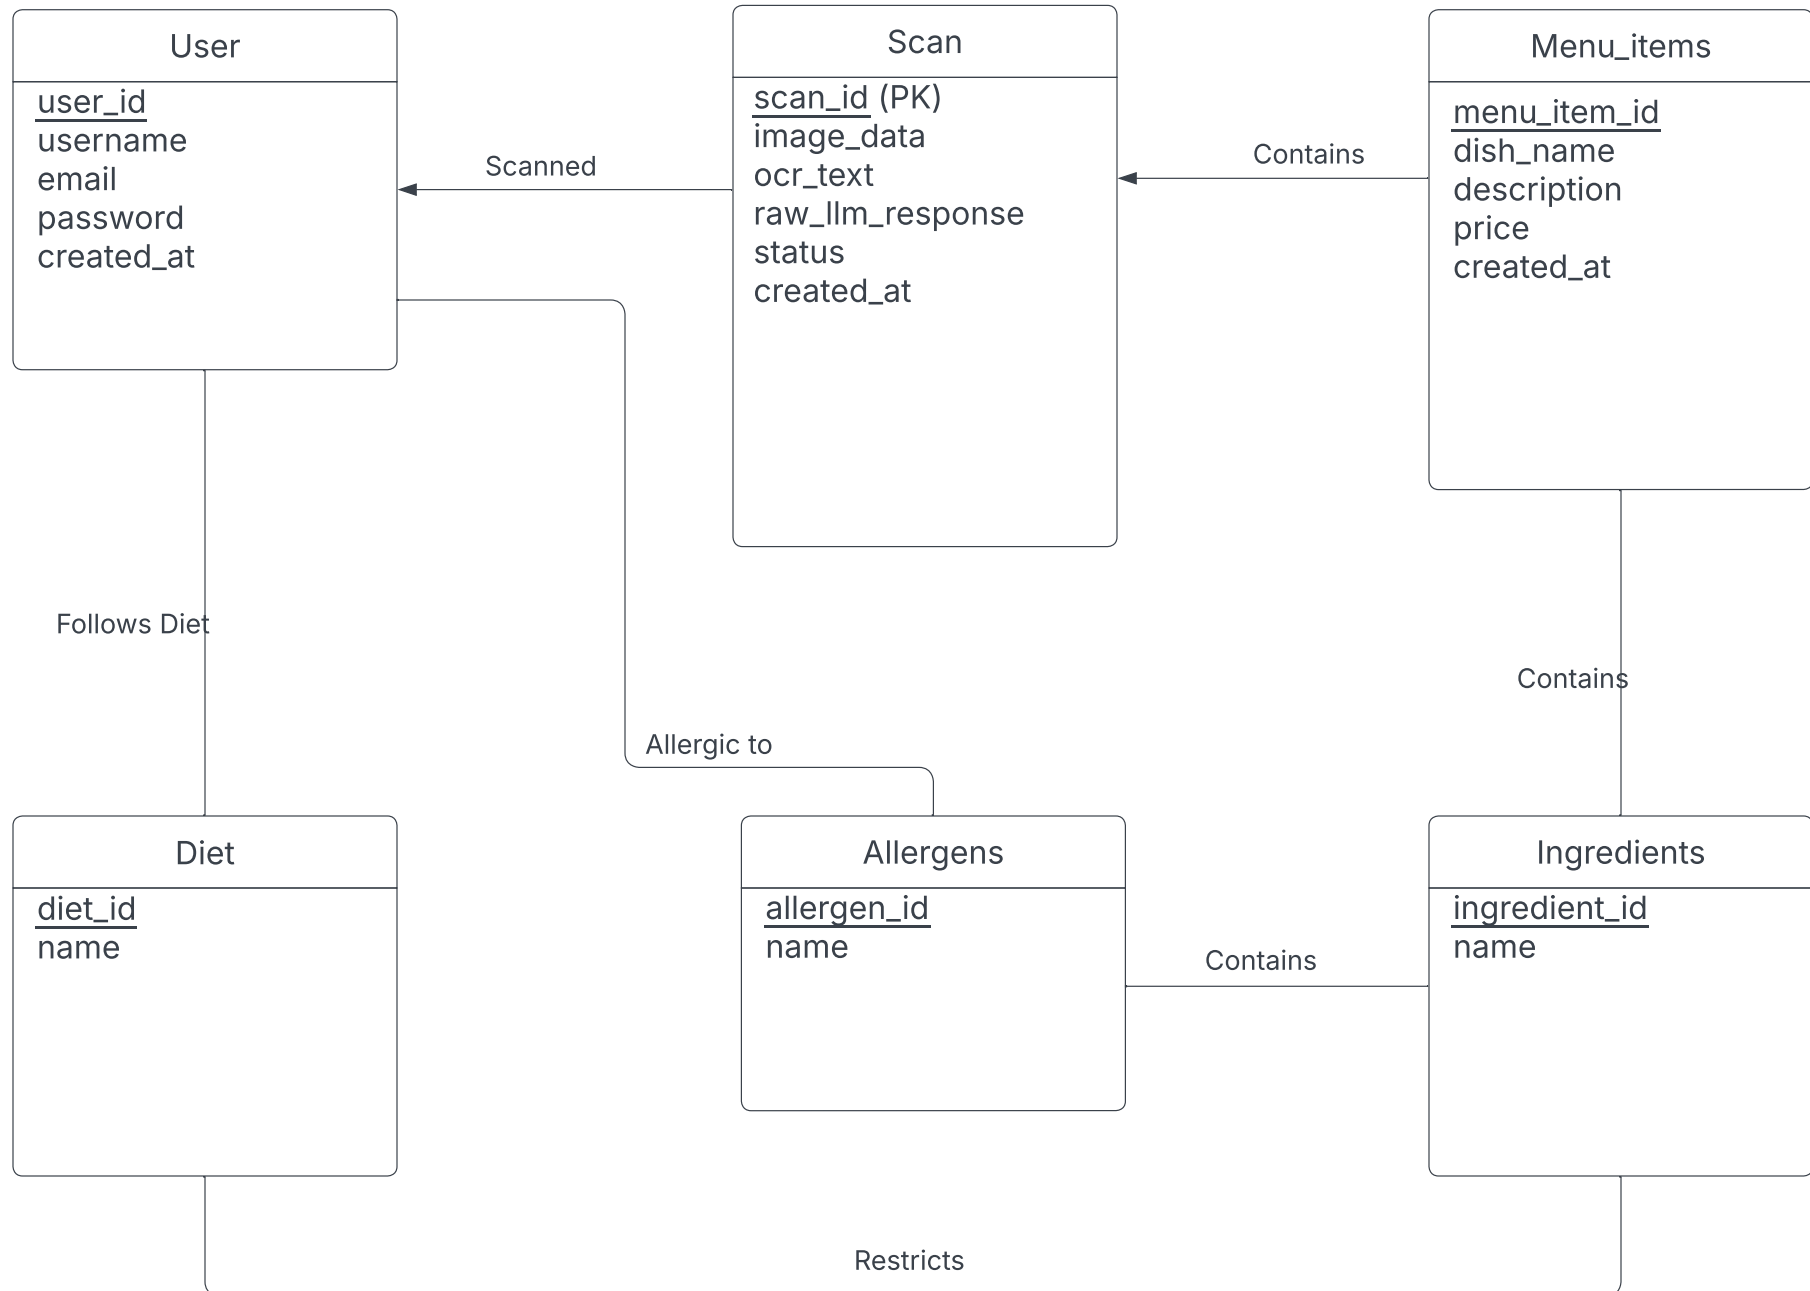 User
user_id
username
email
password
created_at
Scanned
Scan
scan_id (PK)
image_data
ocr_text
raw_llm_response
status
created_at
Contains
Menu_items
menu_item_id
dish_name
description
price
created_at
Follows Diet
Allergic to
Contains
Diet
diet_id
name
Allergens
allergen_id
name
Contains
Ingredients
ingredient_id
name
Restricts